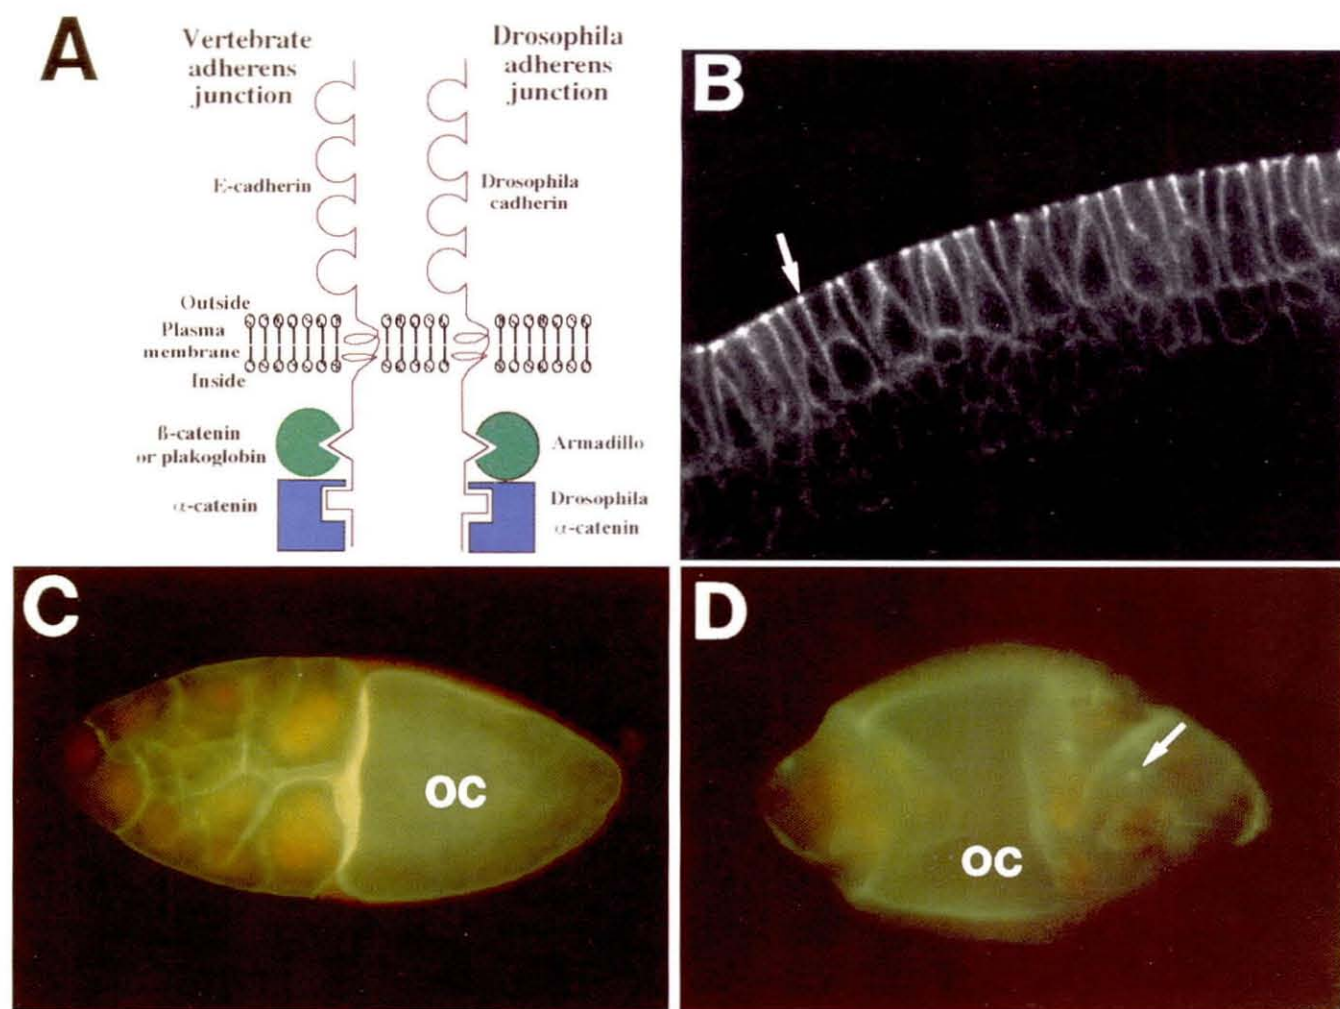 A
Vertebrate
adherens
junction
Drosophila
adherens
junction
E-cadherin
Drosophila
cadherin
Outside
Plasma
membrane
Inside
ß-catenin
or plakoglobin
Armadillo
α-catenin
Drosophila
α-catenin
B
C
OC
D
OC